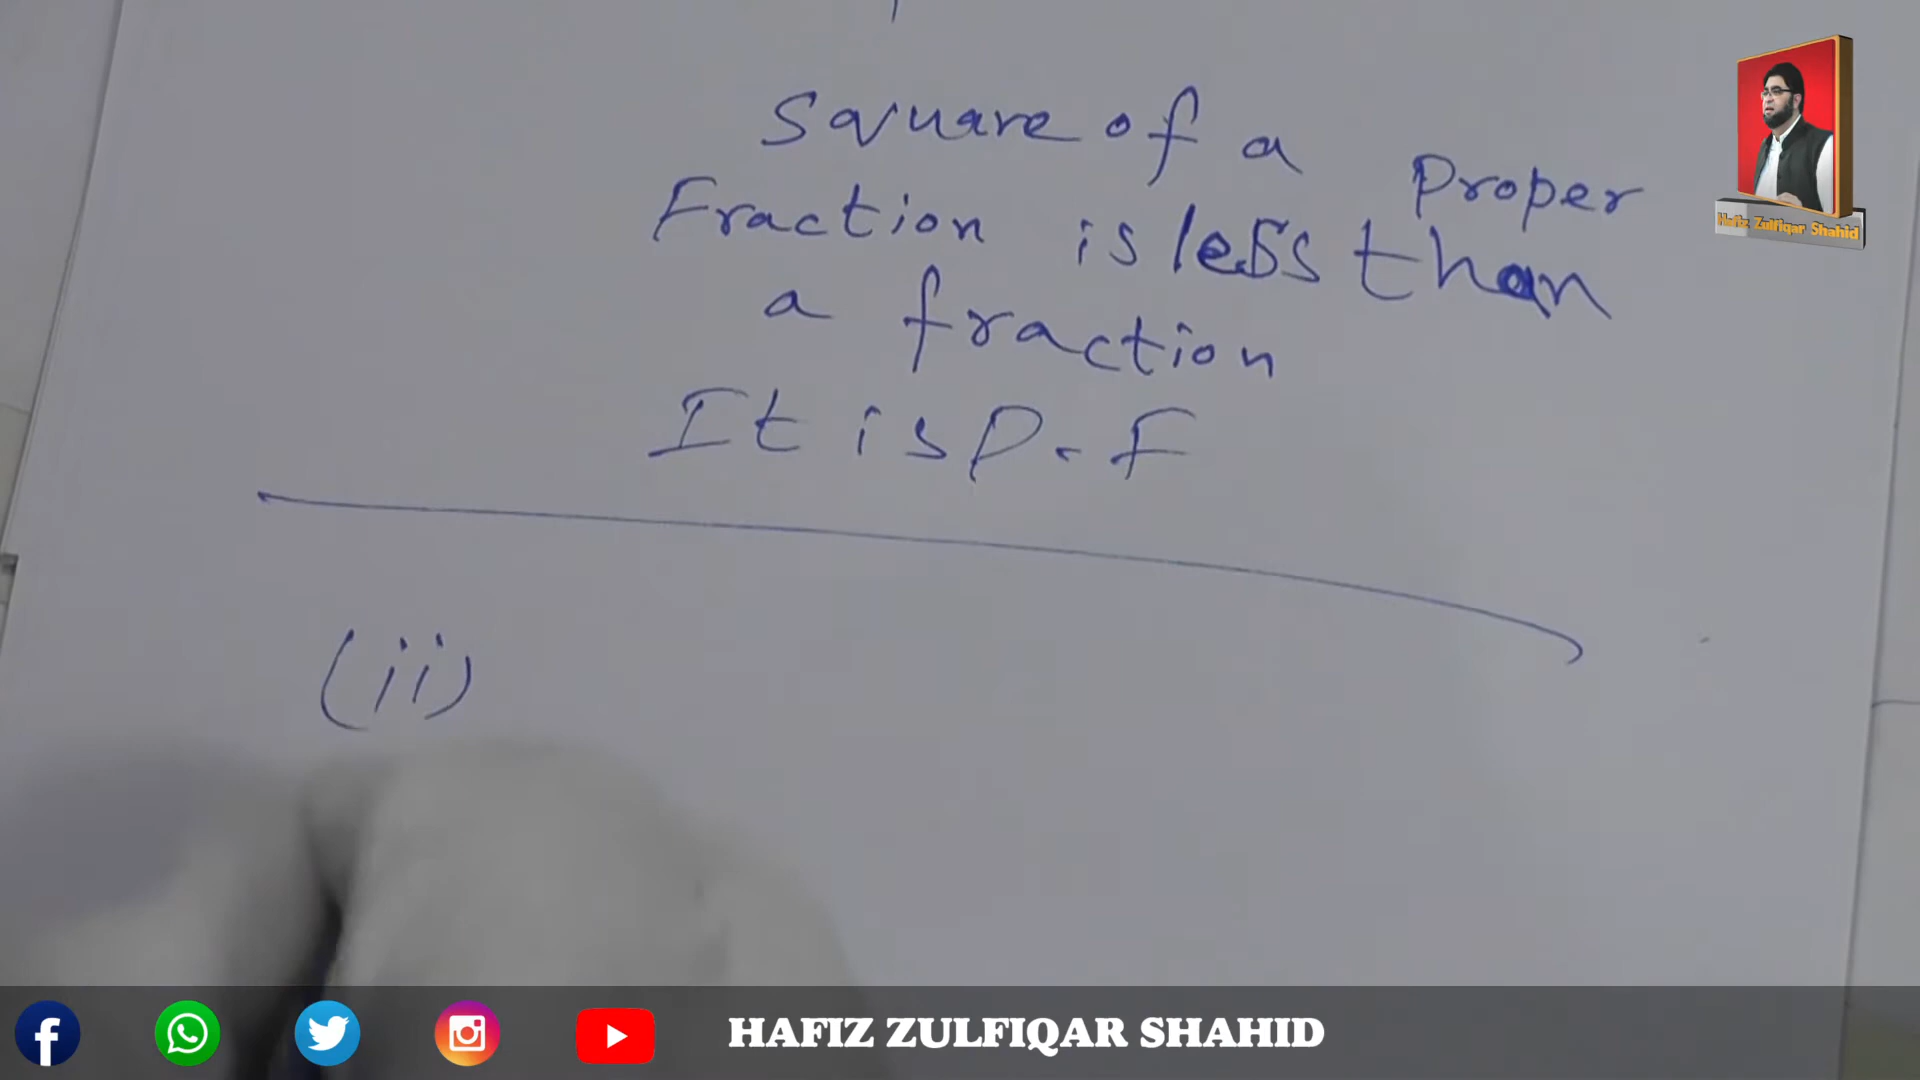 Square of a Proper
Fraction is less than
a fraction
It is P.F
(ii)
Hafiz Zulfiqar Shahid
HAFIZ ZULFIQAR SHAHID